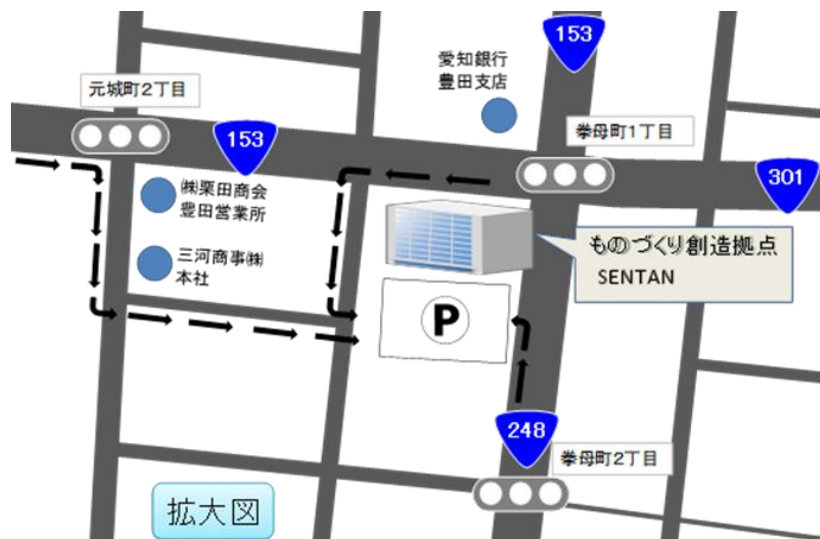 153
愛知銀行
豊田支店
元城町2丁目
挙母町1丁目
153
301
㈱栗田商会
豊田営業所
ものづくり創造拠点
SENTAN
三河商事㈱
本社
P
248
挙母町2丁目
拡大図